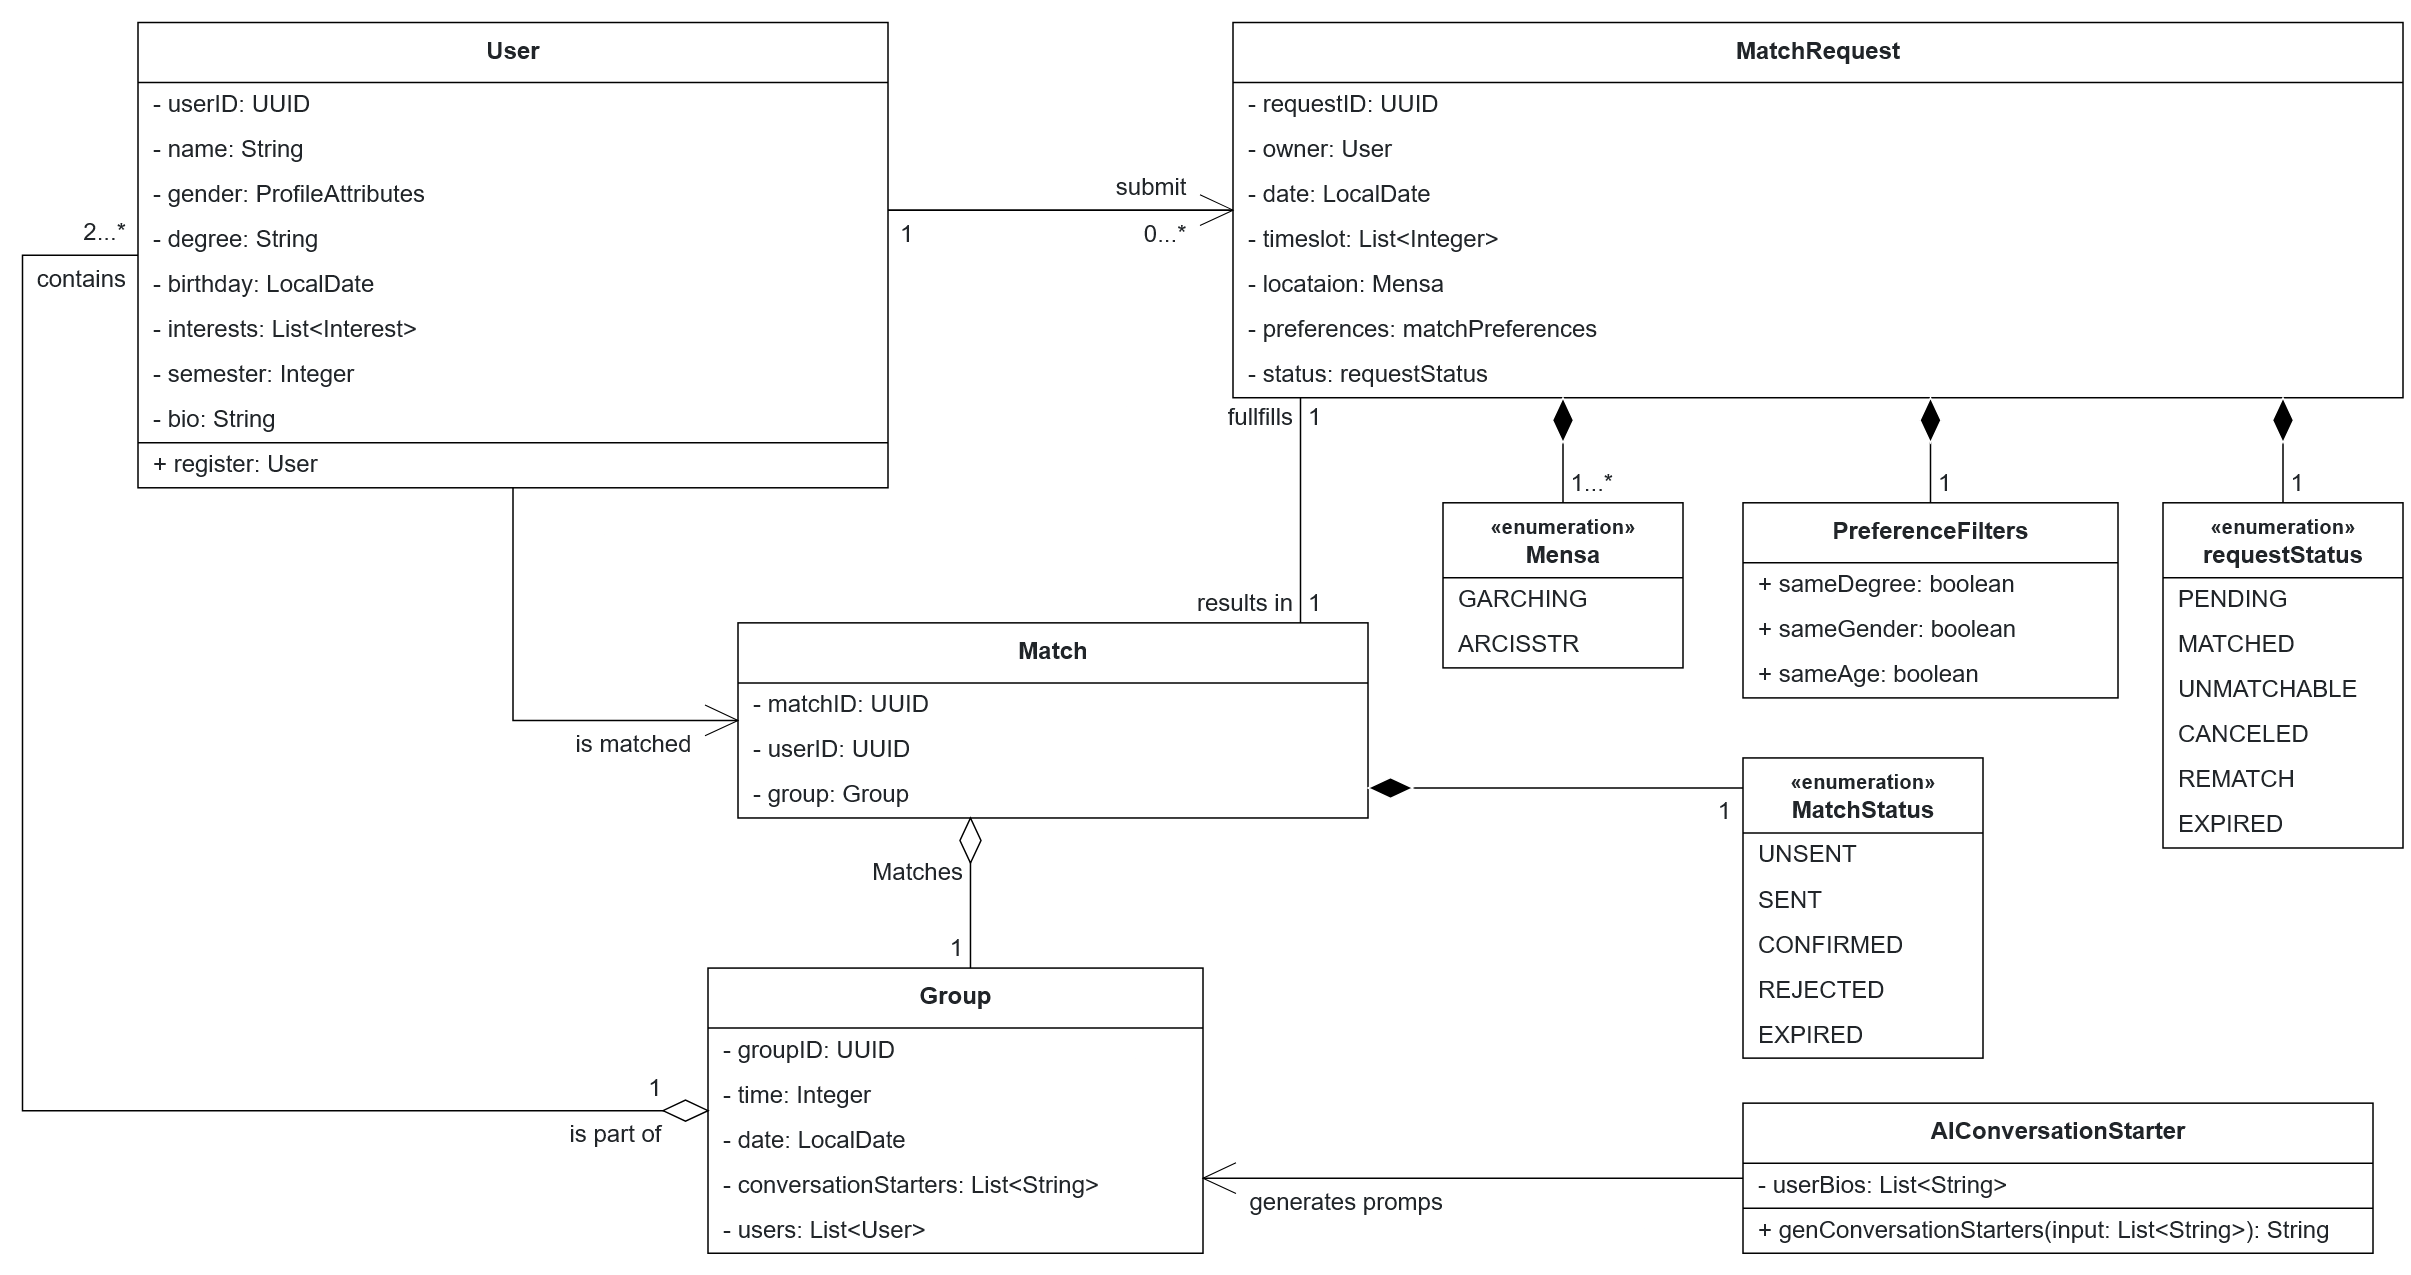 User
- userID: UUID
- name: String
- gender: ProfileAttributes
- degree: String
- birthday: LocalDate
- interests: List<Interest>
- semester: Integer
- bio: String
+ register: User
2...*
contains
submit
1
0...*
MatchRequest
- requestID: UUID
- owner: User
- date: LocalDate
- timeslot: List<Integer>
- locataion: Mensa
- preferences: matchPreferences
- status: requestStatus
fullfills
1
results in
1
1...*
1
1
«enumeration»
Mensa
GARCHING
ARCISSTR
PreferenceFilters
+ sameDegree: boolean
+ sameGender: boolean
+ sameAge: boolean
«enumeration»
requestStatus
PENDING
MATCHED
UNMATCHABLE
CANCELED
REMATCH
EXPIRED
is matched
Match
- matchID: UUID
- userID: UUID
- group: Group
1
«enumeration»
MatchStatus
UNSENT
SENT
CONFIRMED
REJECTED
EXPIRED
Matches
1
Group
- groupID: UUID
- time: Integer
- date: LocalDate
- conversationStarters: List<String>
- users: List<User>
1
is part of
generates promps
AIConversationStarter
- userBios: List<String>
+ genConversationStarters(input: List<String>): String